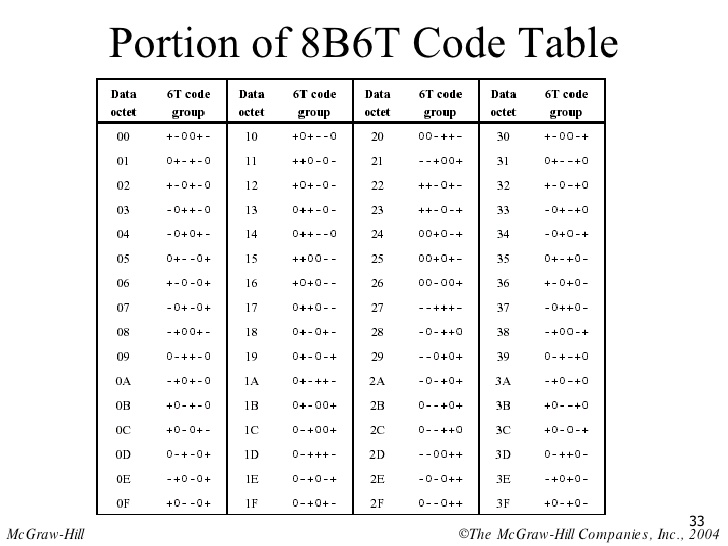 Portion of 8B6T Code Table
Data octet 6T code group Data octet 6T code group Data octet 6T code group Data octet 6T code group
00 +-00+- 10 +0+--0 20 00-++- 30 +-00-+
01 0+-+-0 11 ++0-0- 21 --+00+ 31 0+--+0
02 +-0+-0 12 +0+-0- 22 ++-0+- 32 +-0-+0
03 -0++-0 13 0++-0- 23 ++-0-+ 33 -0+-+0
04 -0+0+- 14 0++--0 24 00+0-+ 34 -0+0-+
05 0+--0+ 15 ++00-- 25 00+0+- 35 0+-+0-
06 +-0-0+ 16 +0+0-- 26 00-00+ 36 +-0+0-
07 -0+-0+ 17 0++0-- 27 --+++- 37 -0++0-
08 -+00+- 18 0+-0+- 28 -0-++0 38 -+00-+
09 0-++-0 19 0+-0-+ 29 --0+0+ 39 0-+-+0
0A -+0+-0 1A 0+-++- 2A -0-+0+ 3A -+0-+0
0B +0-+-0 1B 0+-00+ 2B 0--+0+ 3B +0--+0
0C +0-0+- 1C 0-+00+ 2C 0--++0 3C +0-0-+
0D 0-+-0+ 1D 0-+++- 2D --00++ 3D 0-++0-
0E -+0-0+ 1E 0-+0-+ 2E -0-0++ 3E -+0+0-
0F +0--0+ 1F 0-+0+- 2F 0--0++ 3F +0-+0-
33
McGraw-Hill ©The McGraw-Hill Companies, Inc., 2004